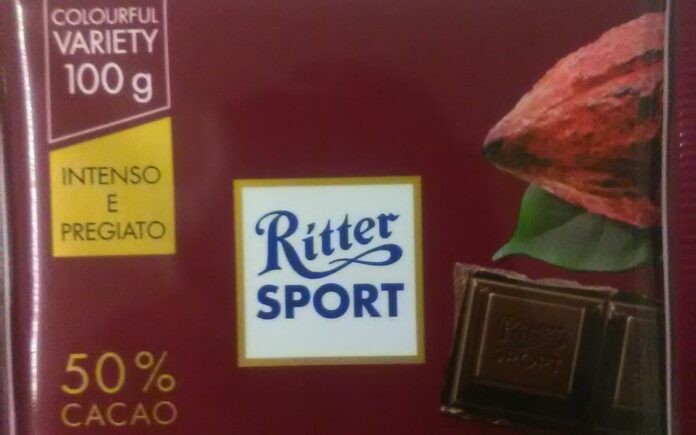 COLOURFUL
VARIETY
100 g
INTENSO
E
PREGIATO
Ritter
SPORT
50%
CACAO
Ritter
SPORT